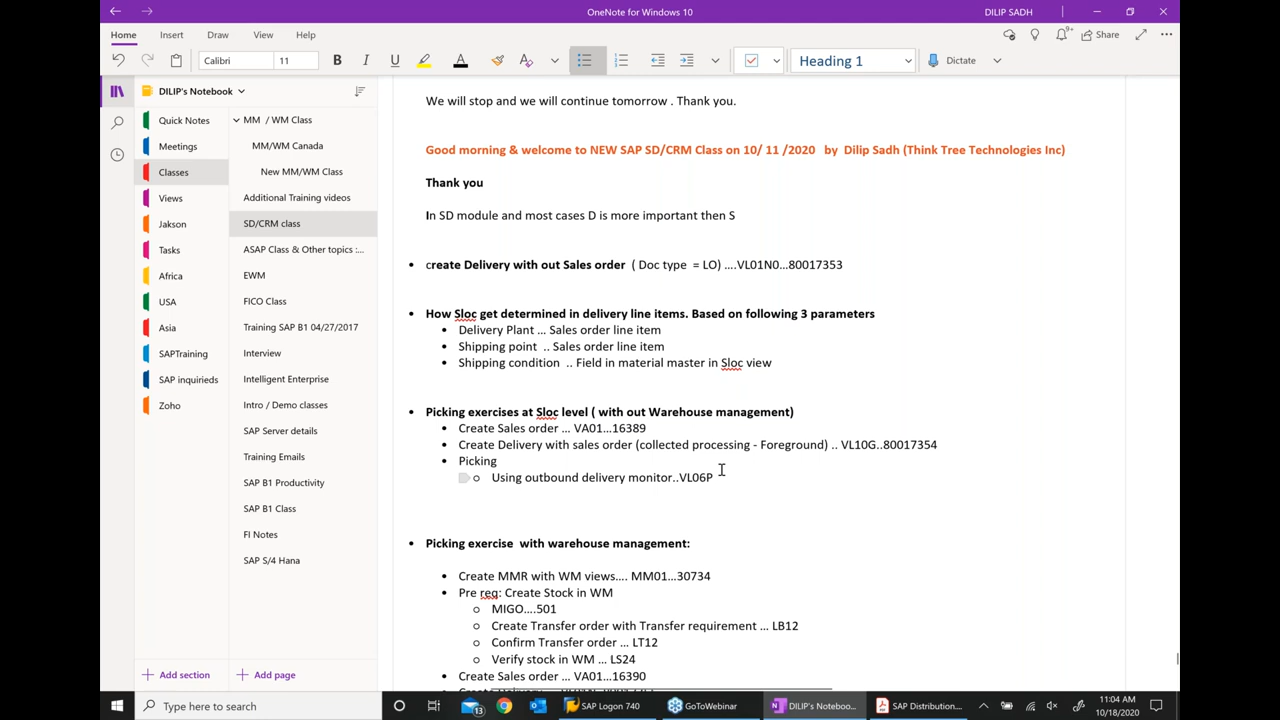 OneNote for Windows 10
DILIP SADH
Home
Insert
Draw
View
Help
9+
Share
Calibri
11
B
I
U
A
Heading 1
Dictate
DILIP's Notebook
Quick Notes
Meetings
Classes
Views
Jakson
Tasks
Africa
USA
Asia
SAPTraining
SAP inquirieds
Zoho
Add section
MM / WM Class
MM/WM Canada
New MM/WM Class
Additional Training videos
SD/CRM class
ASAP Class & Other topics :...
EWM
FICO Class
Training SAP B1 04/27/2017
Interview
Intelligent Enterprise
Intro / Demo classes
SAP Server details
Training Emails
SAP B1 Productivity
SAP B1 Class
FI Notes
SAP S/4 Hana
Add page
We will stop and we will continue tomorrow . Thank you.
Good morning & welcome to NEW SAP SD/CRM Class on 10/ 11 /2020 by Dilip Sadh (Think Tree Technologies Inc)
Thank you
In SD module and most cases D is more important then S
create Delivery with out Sales order ( Doc type = LO) ....VL01N0...80017353
How Sloc get determined in delivery line items. Based on following 3 parameters
Delivery Plant ... Sales order line item
Shipping point .. Sales order line item
Shipping condition .. Field in material master in Sloc view
Picking exercises at Sloc level ( with out Warehouse management)
Create Sales order ... VA01...16389
Create Delivery with sales order (collected processing - Foreground) .. VL10G..80017354
Picking
Using outbound delivery monitor..VL06P
Picking exercise with warehouse management:
Create MMR with WM views.... MM01...30734
Pre req: Create Stock in WM
MIGO....501
Create Transfer order with Transfer requirement ... LB12
Confirm Transfer order ... LT12
Verify stock in WM ... LS24
Create Sales order ... VA01...16390
Type here to search
13
SAP Logon 740
GoToWebinar
DILIP's Noteboo...
SAP Distribution...
11:04 AM
10/18/2020